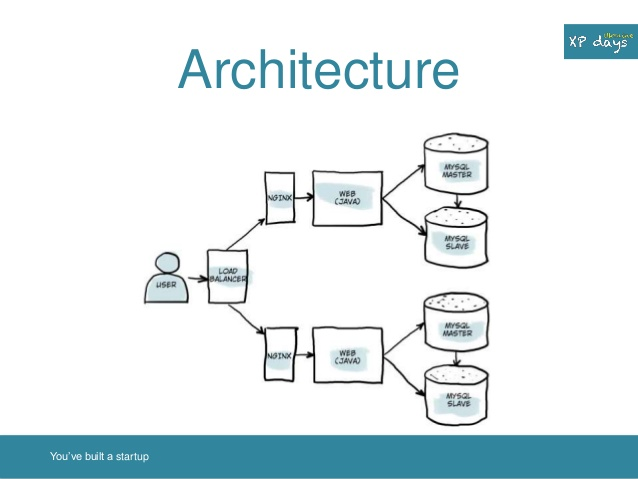 XP days
Ukraine
Architecture
NGINX
WEB
(JAVA)
MYSQL
MASTER
MYSQL
SLAVE
USER
LOAD
BALANCER
NGINX
WEB
(JAVA)
MYSQL
MASTER
MYSQL
SLAVE
You've built a startup